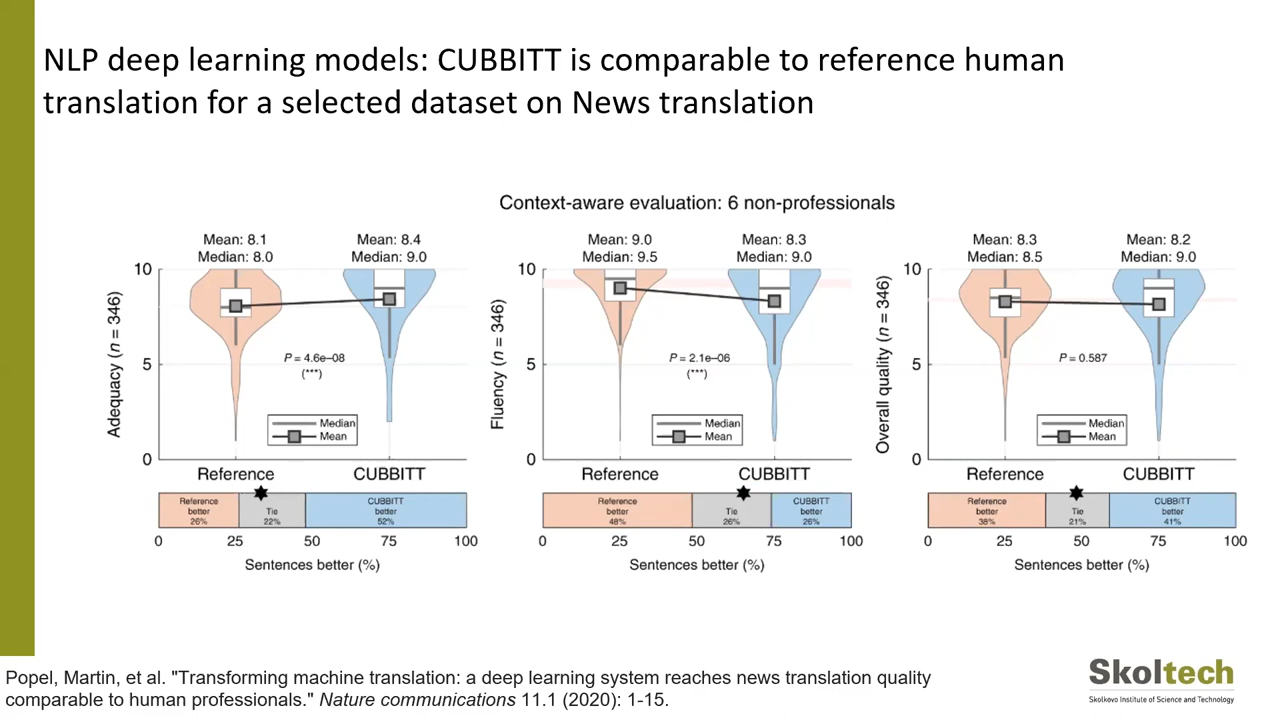 NLP deep learning models: CUBBITT is comparable to reference human
translation for a selected dataset on News translation
Context-aware evaluation: 6 non-professionals
Mean: 8.1
Median: 8.0
Mean: 8.4
Median: 9.0
10
5
0
Adequacy (n = 346)
P = 4.6e–08
(***)
Median
Mean
Reference
CUBBITT
Reference
better
26%
Tie
22%
CUBBITT
better
52%
0 25 50 75 100
Sentences better (%)
Mean: 9.0
Median: 9.5
Mean: 8.3
Median: 9.0
10
5
0
Fluency (n = 346)
P = 2.1e–06
(***)
Median
Mean
Reference
CUBBITT
Reference
better
48%
Tie
26%
CUBBITT
better
26%
0 25 50 75 100
Sentences better (%)
Mean: 8.3
Median: 8.5
Mean: 8.2
Median: 9.0
10
5
0
Overall quality (n = 346)
P = 0.587
Median
Mean
Reference
CUBBITT
Reference
better
38%
Tie
21%
CUBBITT
better
41%
0 25 50 75 100
Sentences better (%)
Popel, Martin, et al. "Transforming machine translation: a deep learning system reaches news translation quality
comparable to human professionals." Nature communications 11.1 (2020): 1-15.
Skoltech
Skolkovo Institute of Science and Technology